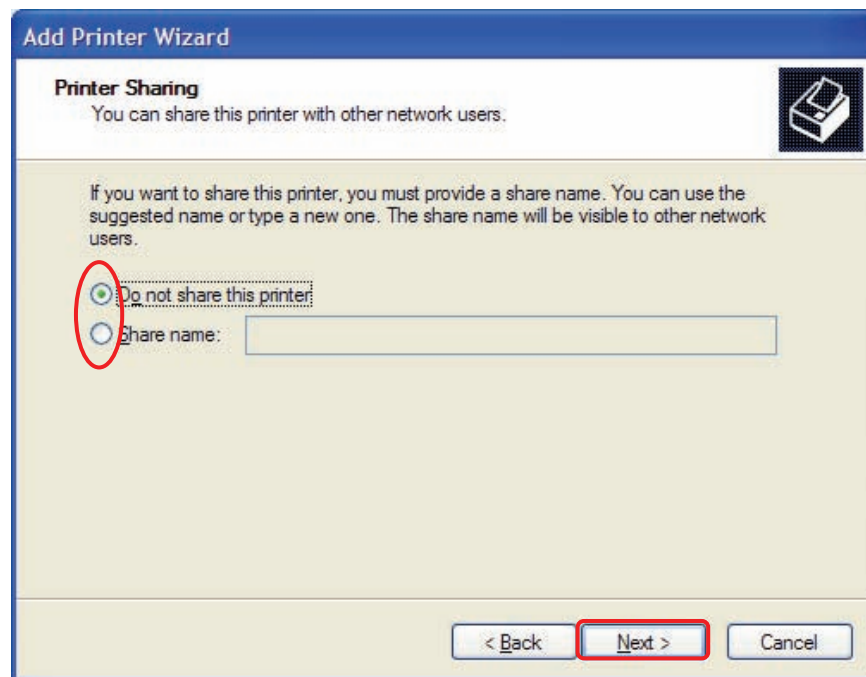 Add Printer Wizard
Printer Sharing
You can share this printer with other network users.
If you want to share this printer, you must provide a share name. You can use the
suggested name or type a new one. The share name will be visible to other network
users.
Do not share this printer
Share name:
< Back
Next >
Cancel